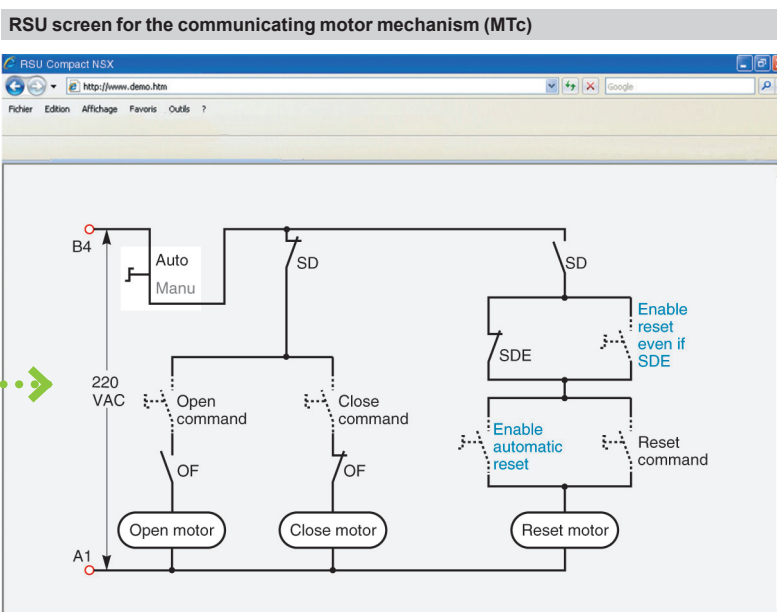 RSU screen for the communicating motor mechanism (MTc)
RSU Compact NSX
http://www.demo.htm
Google
Fichier Edition Affichage Favoris Outils ?
B4
Auto
Manu
SD
SD
Enable
reset
even if
SDE
SDE
220
VAC
Open
command
Close
command
Enable
automatic
reset
Reset
command
OF
OF
Open motor
Close motor
Reset motor
A1